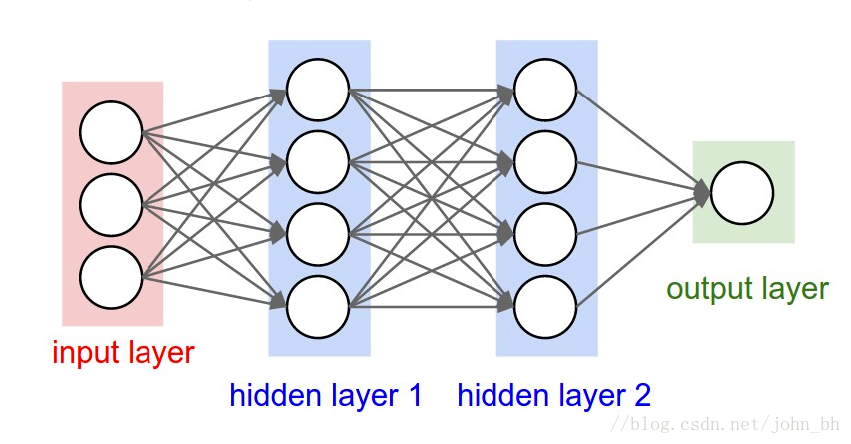 input layer
hidden layer 1
hidden layer 2
output layer
//blog.csdn.net/john_bh